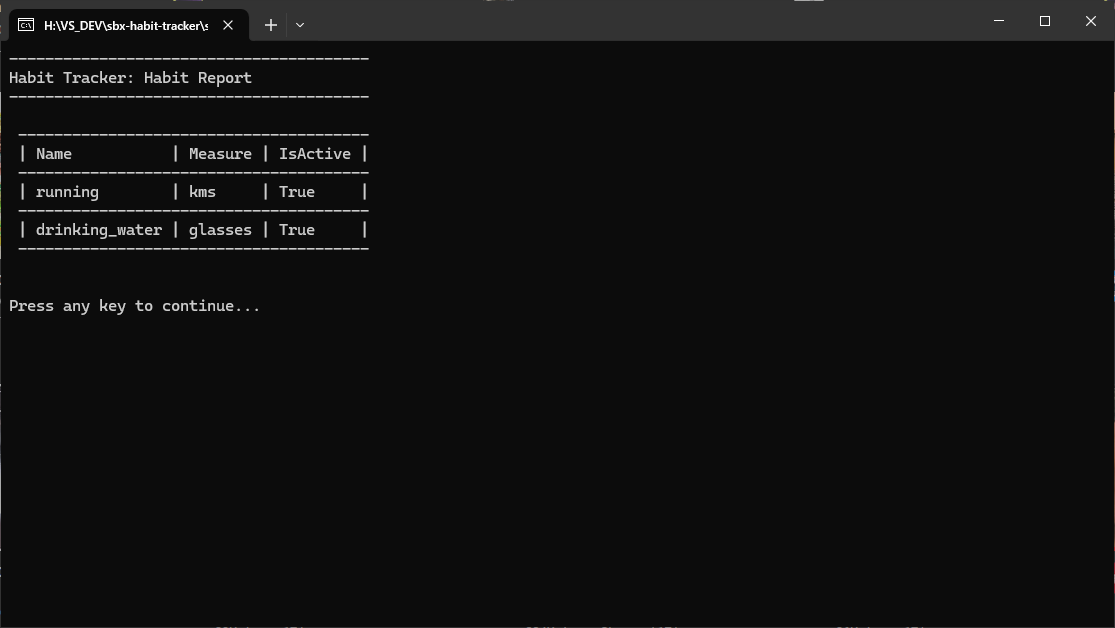 H:\VS_DEV\sbx-habit-tracker\s
----------------------------------------
Habit Tracker: Habit Report
----------------------------------------
---------------------------------------
| Name           | Measure | IsActive |
---------------------------------------
| running        | kms     | True     |
---------------------------------------
| drinking_water | glasses | True     |
---------------------------------------
Press any key to continue...